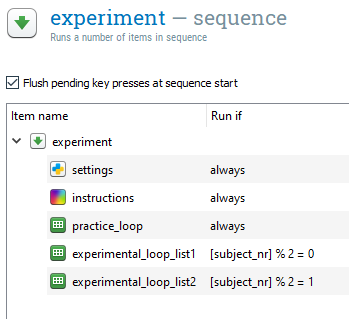 experiment — sequence
Runs a number of items in sequence
Flush pending key presses at sequence start
Item name Run if
experiment
settings always
instructions always
practice_loop always
experimental_loop_list1 [subject_nr] % 2 = 0
experimental_loop_list2 [subject_nr] % 2 = 1